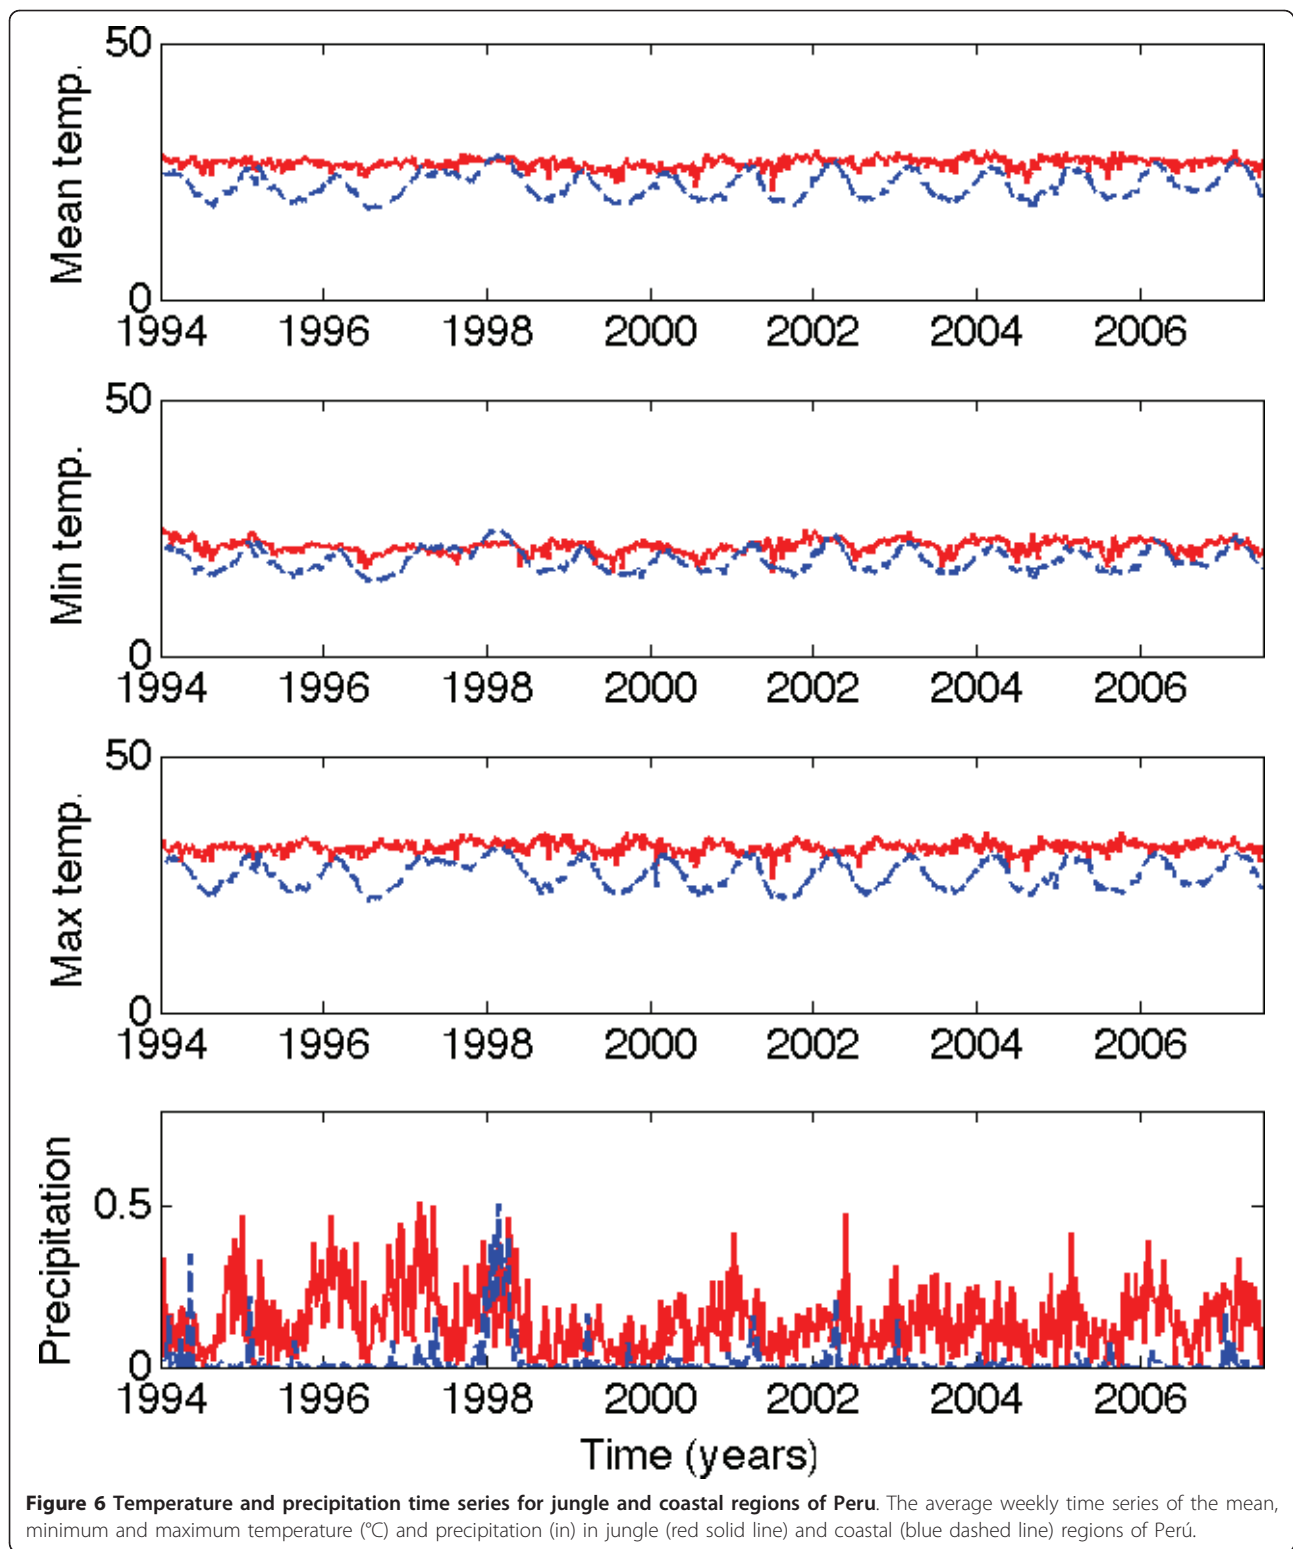 50
Mean temp.
0
1994 1996 1998 2000 2002 2004 2006
50
Min temp.
0
1994 1996 1998 2000 2002 2004 2006
50
Max temp.
0
1994 1996 1998 2000 2002 2004 2006
Precipitation
0.5
0
1994 1996 1998 2000 2002 2004 2006
Time (years)
Figure 6 Temperature and precipitation time series for jungle and coastal regions of Peru. The average weekly time series of the mean,
minimum and maximum temperature (°C) and precipitation (in) in jungle (red solid line) and coastal (blue dashed line) regions of Perú.